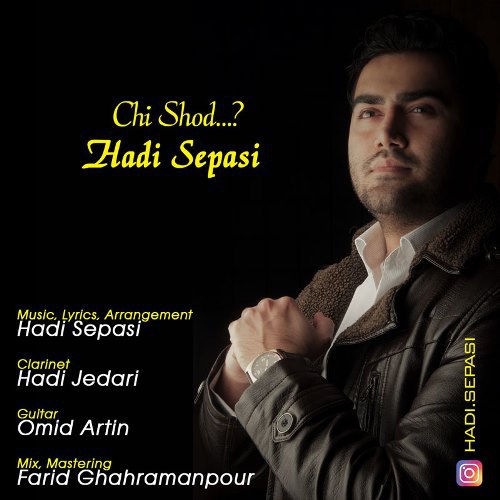 Chi Shod...?
Hadi Sepasi
Music, Lyrics, Arrangement
Hadi Sepasi
Clarinet
Hadi Jedari
Guitar
Omid Artin
Mix, Mastering
Farid Ghahramanpour
HADI.SEPASI